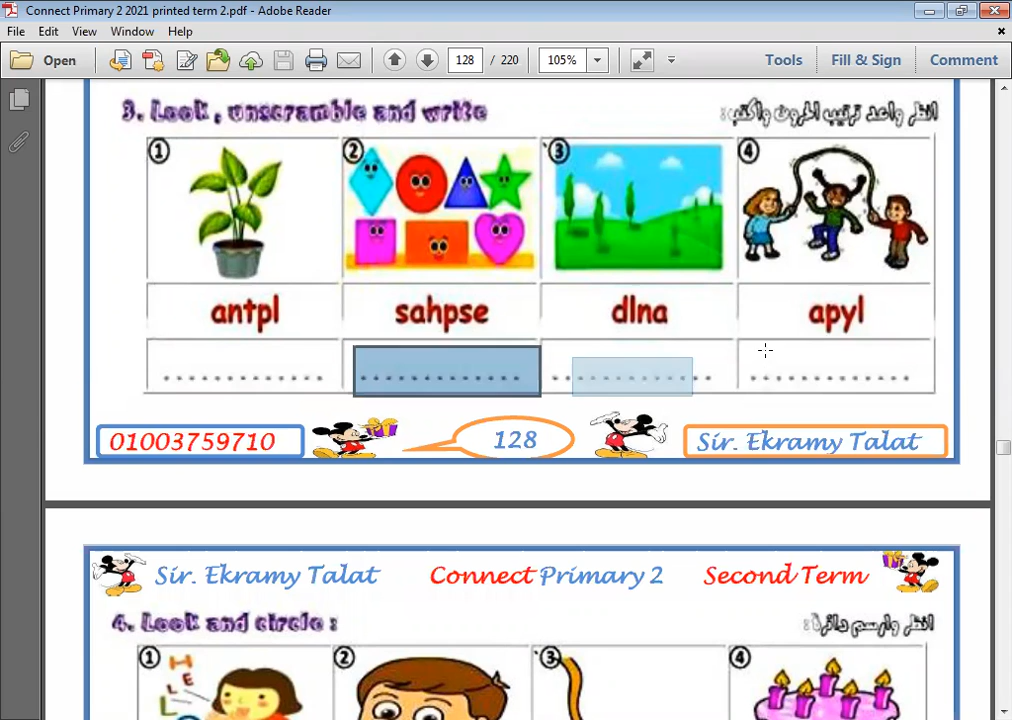 Connect Primary 2 2021 printed term 2.pdf - Adobe Reader
File Edit View Window Help
Open 128 / 220 105% Tools Fill & Sign Comment
3. Look , unscramble and write انظر واعد ترتيب الحروف واكتب:
1 2 3 4
antpl sahpse dlna apyl
............ ............ ............ ............
01003759710 128 Sir. Ekramy Talat
Sir. Ekramy Talat Connect Primary 2 Second Term
4. Look and circle : انظر وارسم دائرة:
1 2 3 4
H
E
L
L